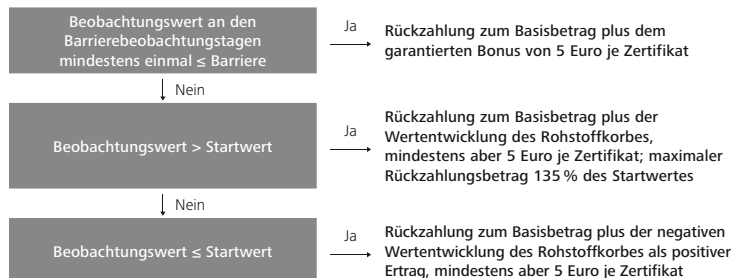 Beobachtungswert an den
Barrierebeobachtungstagen
mindestens einmal ≤ Barriere
Ja
Rückzahlung zum Basisbetrag plus dem
garantierten Bonus von 5 Euro je Zertifikat
Nein
Beobachtungswert > Startwert
Ja
Rückzahlung zum Basisbetrag plus der
Wertentwicklung des Rohstoffkorbes,
mindestens aber 5 Euro je Zertifikat; maximaler
Rückzahlungsbetrag 135 % des Startwertes
Nein
Beobachtungswert ≤ Startwert
Ja
Rückzahlung zum Basisbetrag plus der negativen
Wertentwicklung des Rohstoffkorbes als positiver
Ertrag, mindestens aber 5 Euro je Zertifikat